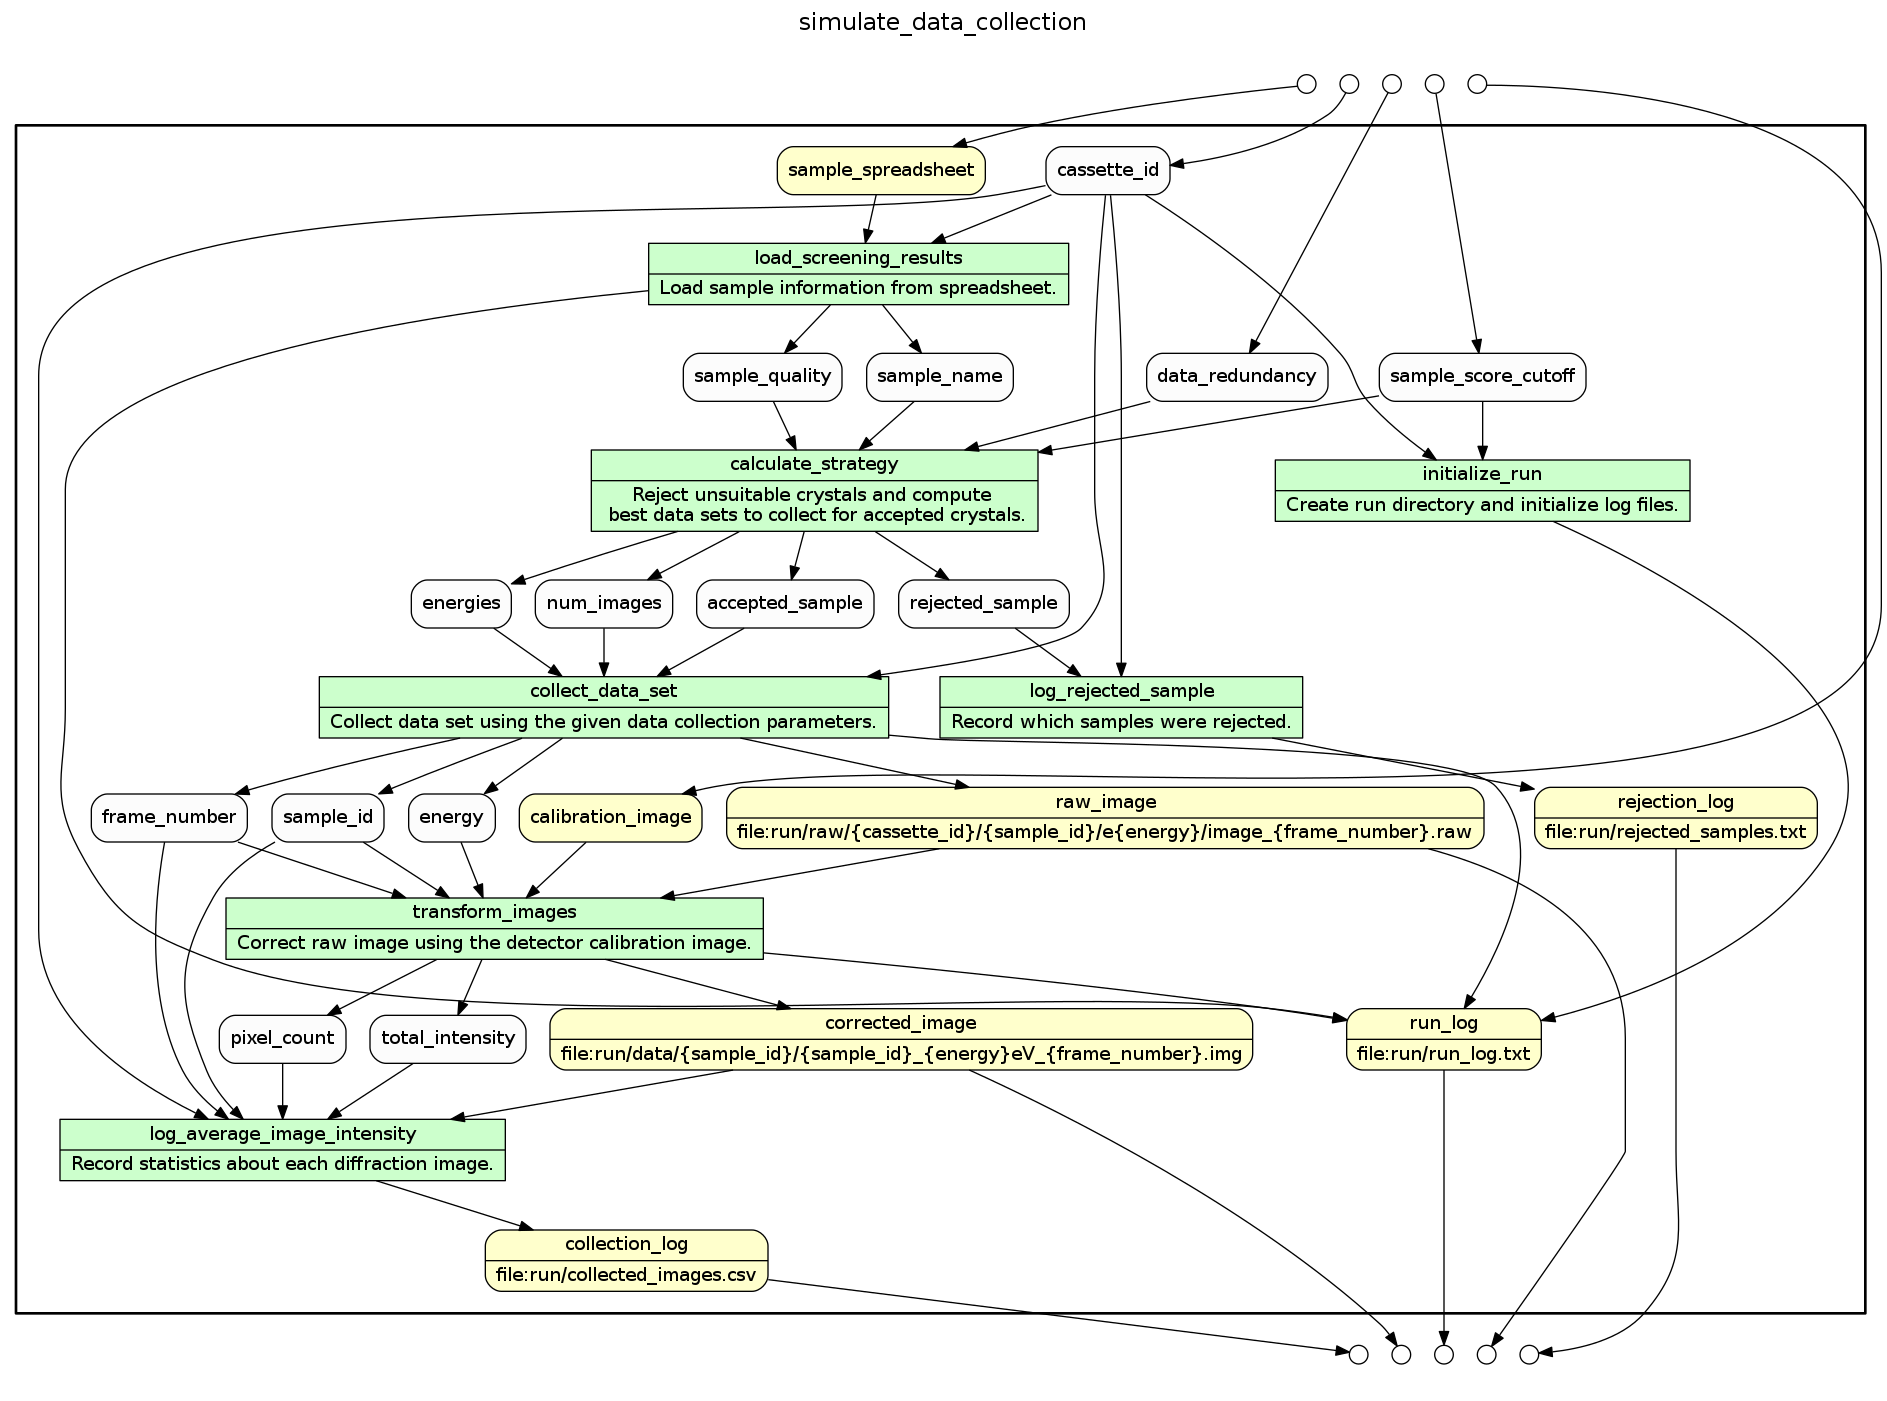 simulate_data_collection
sample_spreadsheet
cassette_id
load_screening_results
Load sample information from spreadsheet.
sample_quality
sample_name
data_redundancy
sample_score_cutoff
calculate_strategy
Reject unsuitable crystals and compute
best data sets to collect for accepted crystals.
initialize_run
Create run directory and initialize log files.
energies
num_images
accepted_sample
rejected_sample
collect_data_set
Collect data set using the given data collection parameters.
log_rejected_sample
Record which samples were rejected.
frame_number
sample_id
energy
calibration_image
raw_image
file:run/raw/{cassette_id}/{sample_id}/e{energy}/image_{frame_number}.raw
rejection_log
file:run/rejected_samples.txt
transform_images
Correct raw image using the detector calibration image.
pixel_count
total_intensity
corrected_image
file:run/data/{sample_id}/{sample_id}_{energy}eV_{frame_number}.img
run_log
file:run/run_log.txt
log_average_image_intensity
Record statistics about each diffraction image.
collection_log
file:run/collected_images.csv